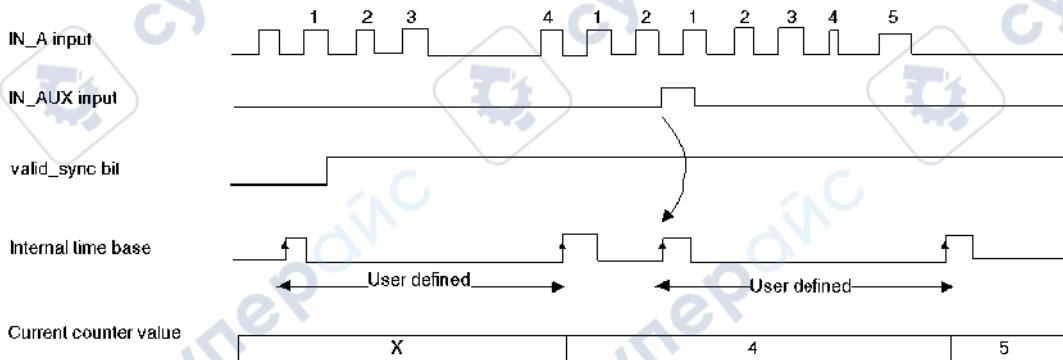 1 2 3 4 1 2 1 2 3 4 5
IN_A input
IN_AUX input
valid_sync bit
Internal time base
User defined
User defined
Current counter value
X
4
5